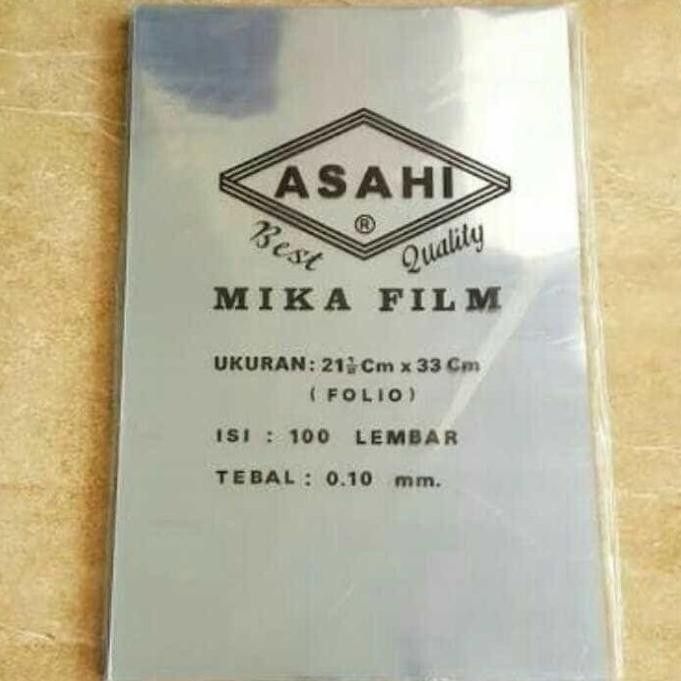 ASAHI
®
Best Quality
MIKA FILM
UKURAN: 21½ Cm x 33 Cm
( FOLIO )
ISI : 100 LEMBAR
TEBAL : 0.10 mm.